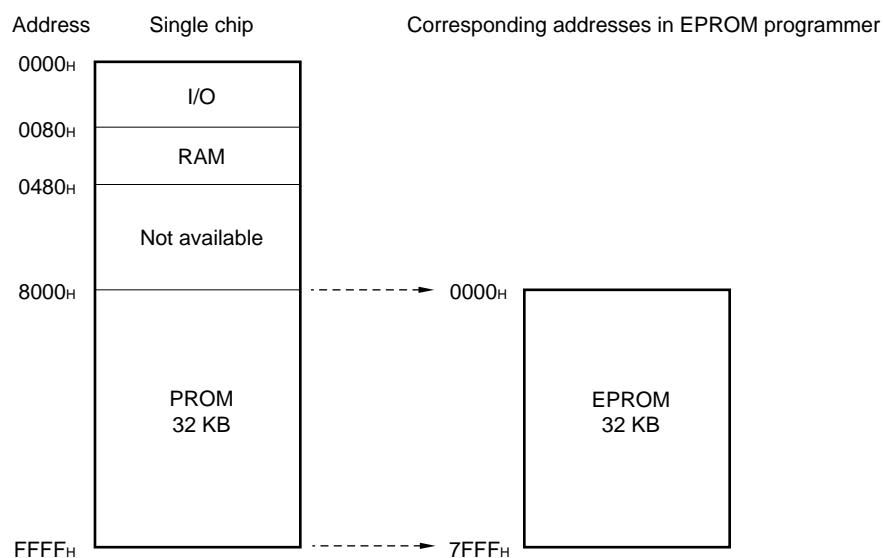 Address Single chip Corresponding addresses in EPROM programmer
0000H
I/O
0080H
RAM
0480H
Not available
8000H 0000H
PROM EPROM
32 KB 32 KB
FFFFH 7FFFH